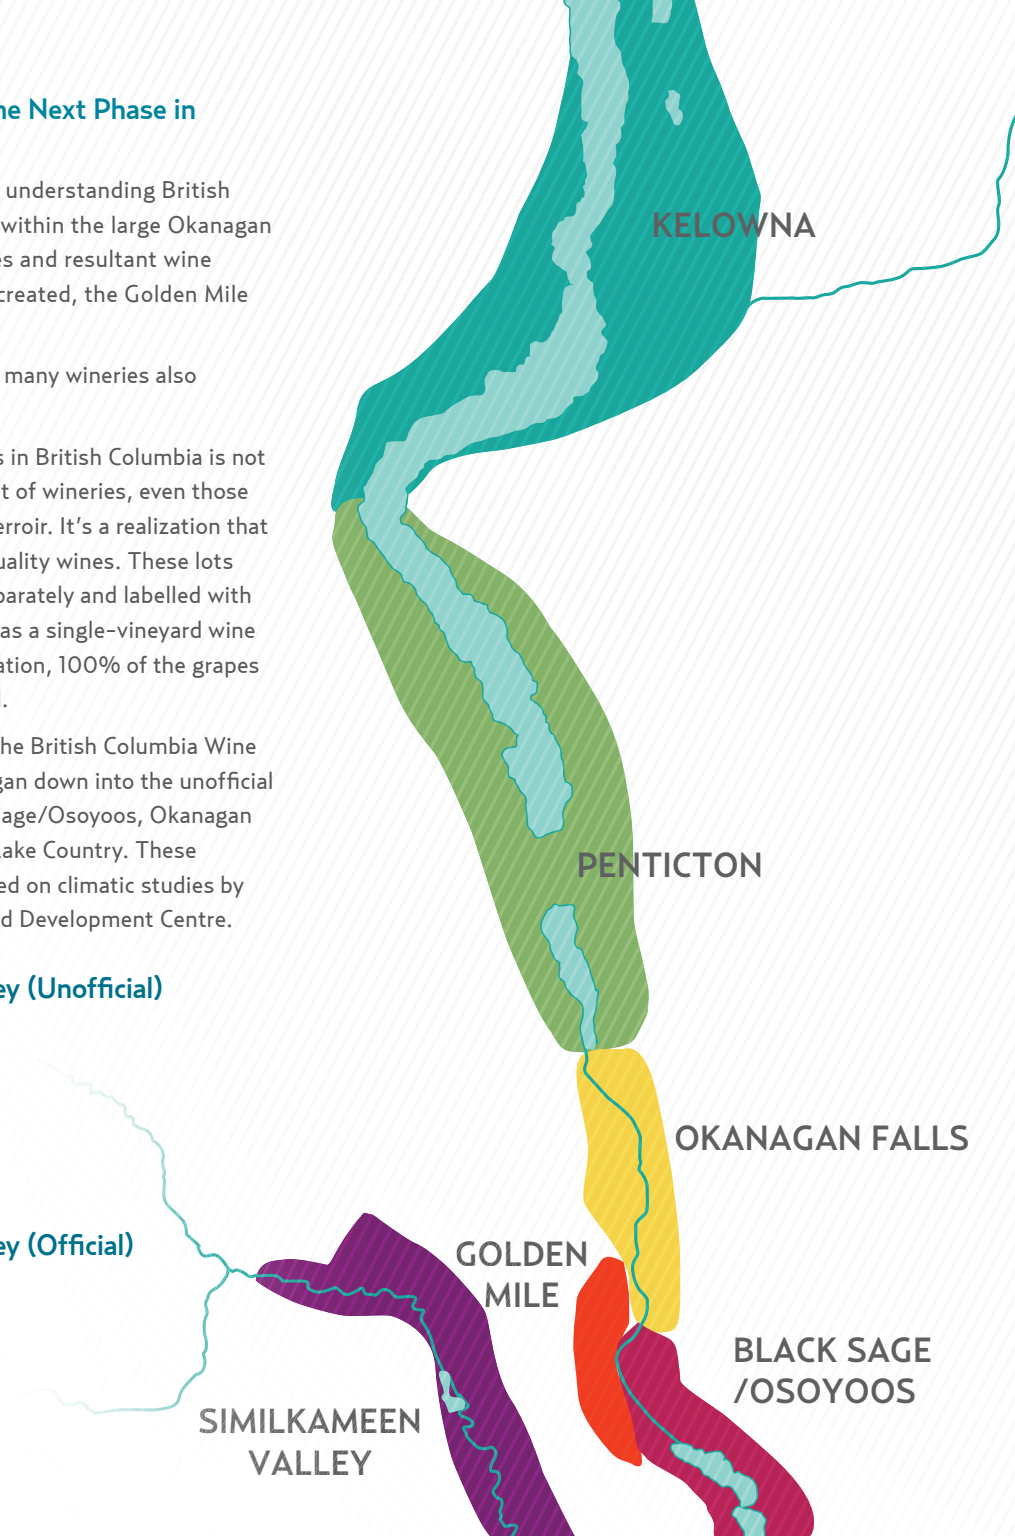 ne Next Phase in
understanding British
within the large Okanagan
es and resultant wine
created, the Golden Mile
many wineries also
s in British Columbia is not
t of wineries, even those
erroir. It’s a realization that
uality wines. These lots
parately and labelled with
as a single-vineyard wine
ation, 100% of the grapes
l.
he British Columbia Wine
gan down into the unofficial
age/Osoyoos, Okanagan
Lake Country. These
ed on climatic studies by
d Development Centre.
ey (Unofficial)
ey (Official)
KELOWNA
PENTICTON
OKANAGAN FALLS
GOLDEN
MILE
BLACK SAGE
/OSOYOOS
SIMILKAMEEN
VALLEY